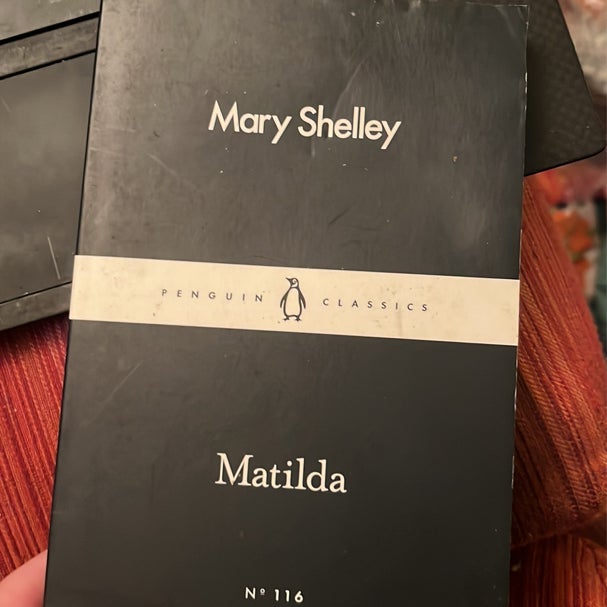 Mary Shelley
PENGUIN CLASSICS
Matilda
Nº 116